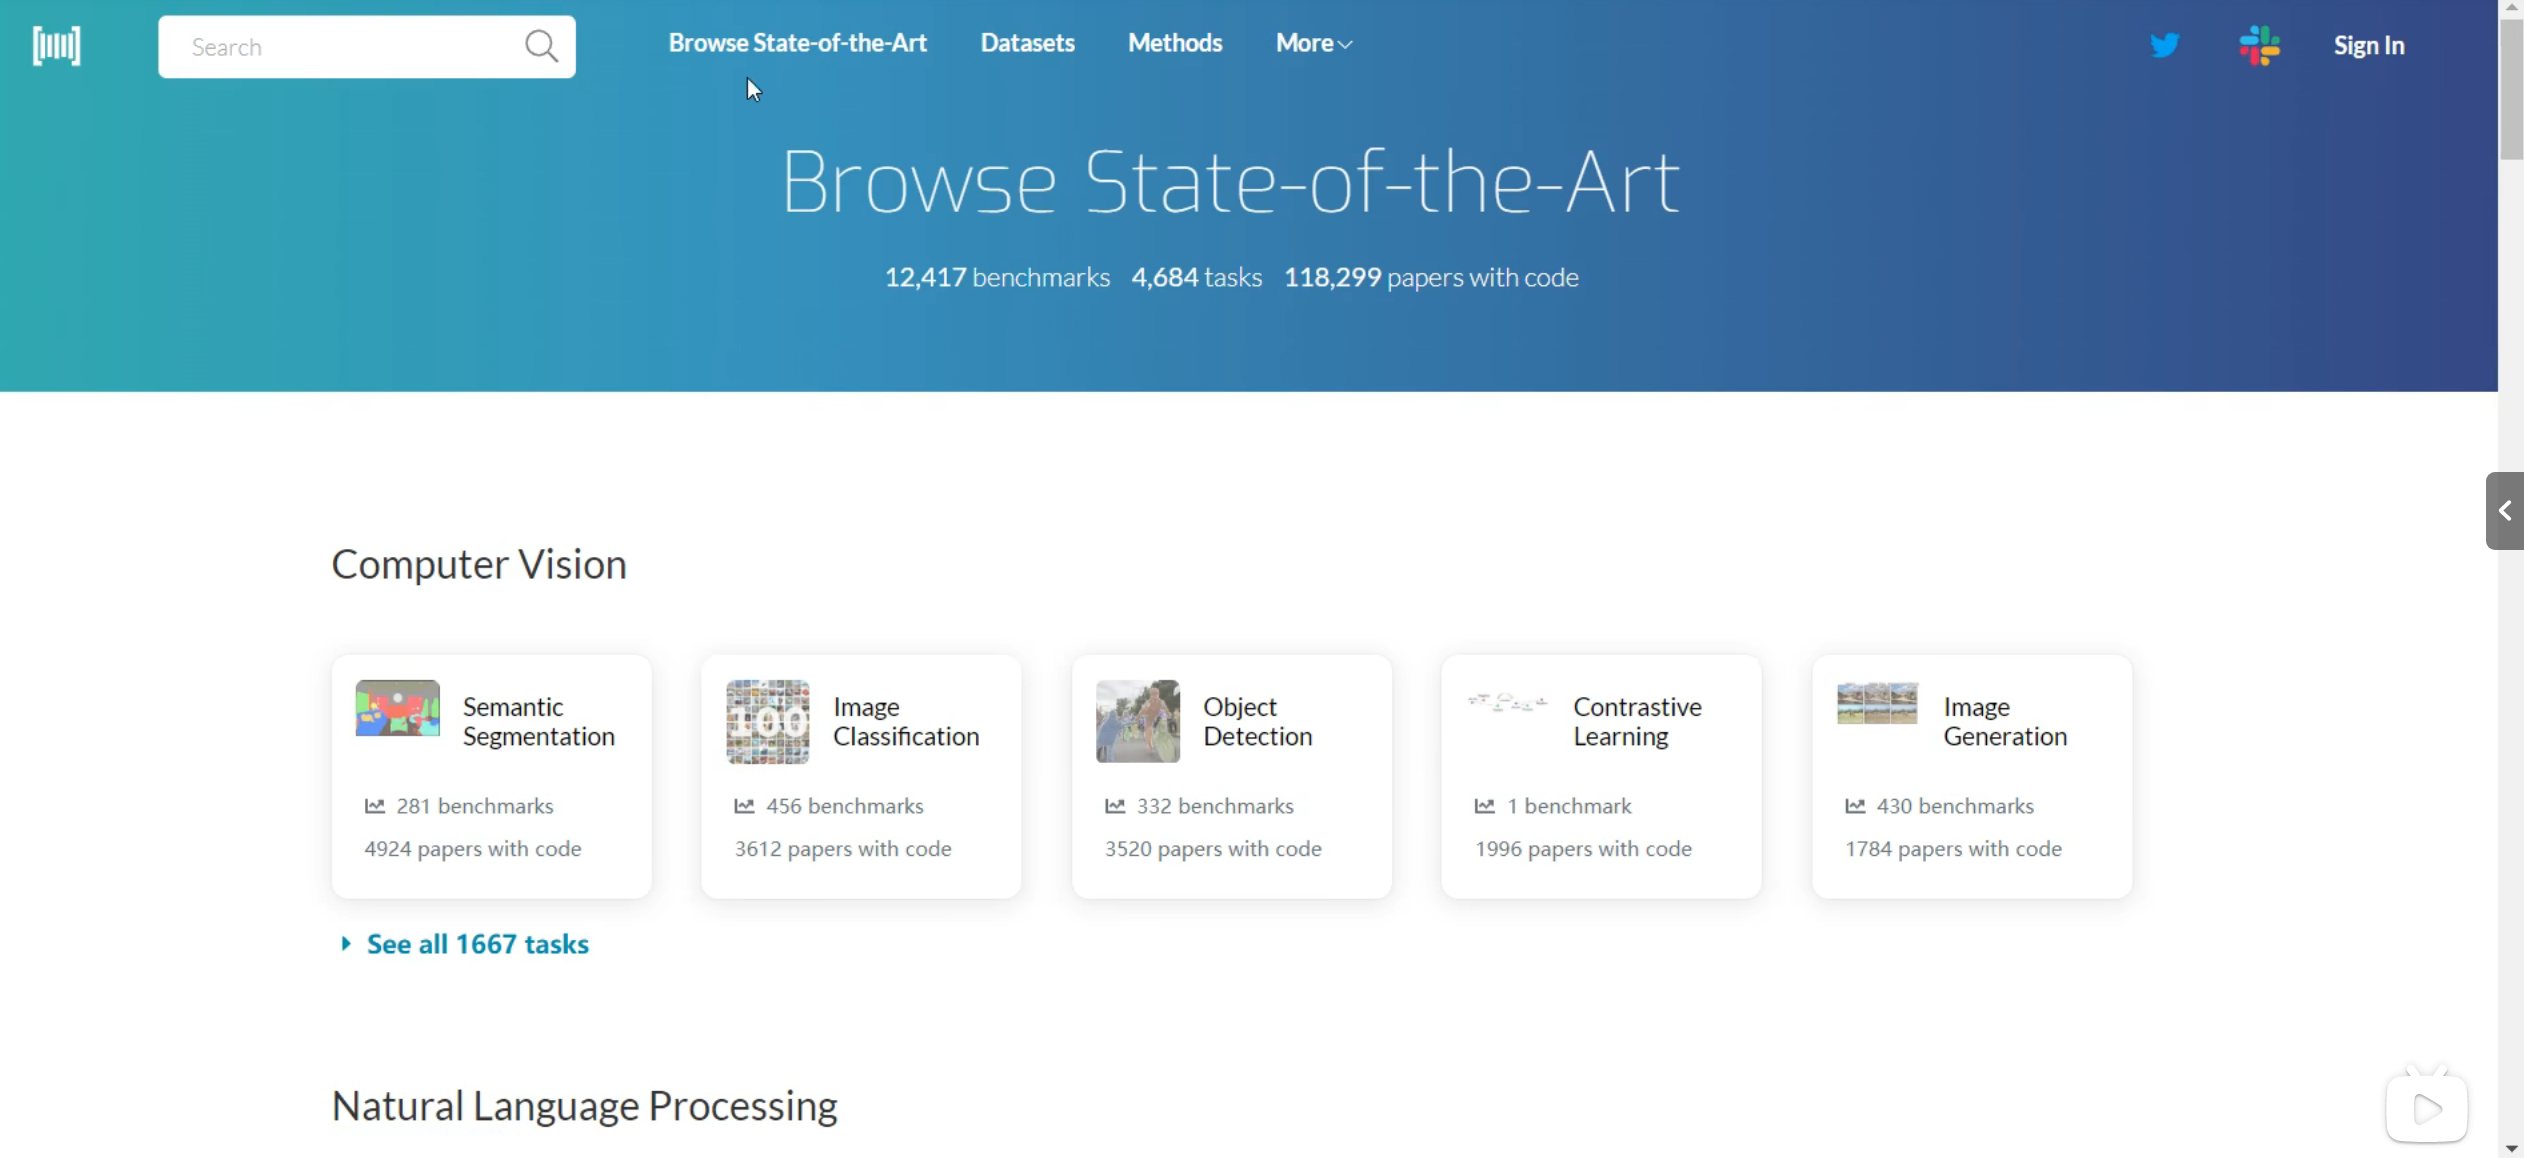 Search
Browse State-of-the-Art
Datasets
Methods
More
Sign In
Browse State-of-the-Art
12,417 benchmarks 4,684 tasks 118,299 papers with code
Computer Vision
Semantic
Segmentation
281 benchmarks
4924 papers with code
100
Image
Classification
456 benchmarks
3612 papers with code
Object
Detection
332 benchmarks
3520 papers with code
Contrastive
Learning
1 benchmark
1996 papers with code
Image
Generation
430 benchmarks
1784 papers with code
See all 1667 tasks
Natural Language Processing